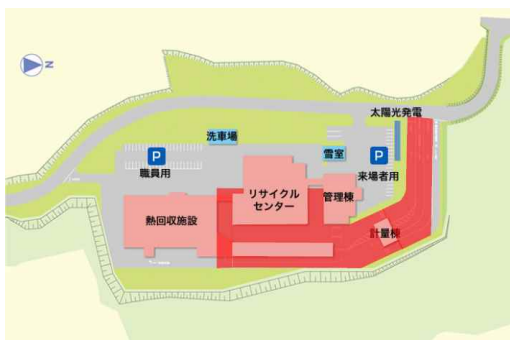 N
太陽光発電
洗車場
P
職員用
雪室
P
来場者用
リサイクル
センター
管理棟
熱回収施設
計量棟